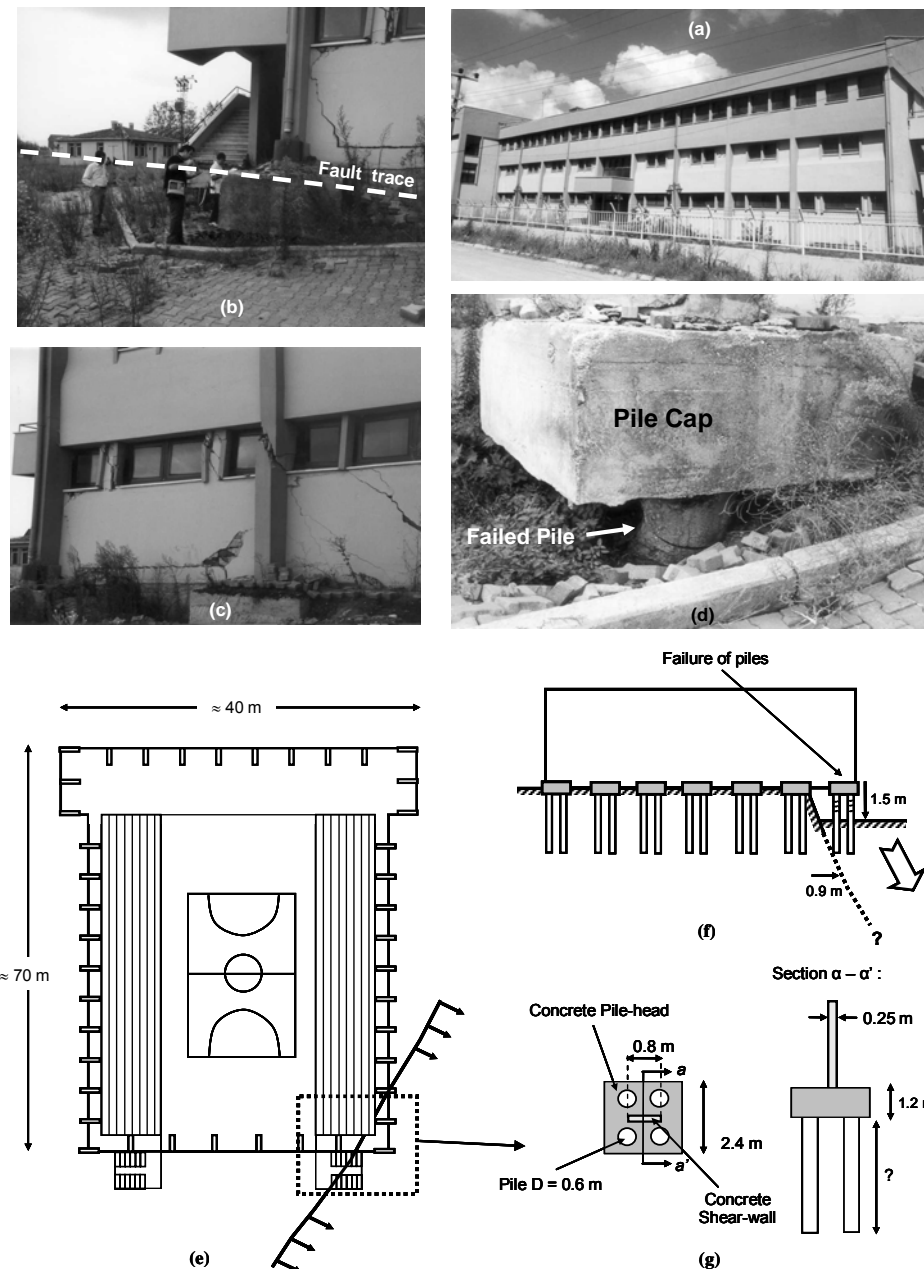 (a)
Fault trace
(b)
Pile Cap
Failed Pile
(c)
(d)
≈ 40 m
≈ 70 m
(e)
Failure of piles
1.5 m
0.9 m
?
(f)
Section α – α' :
Concrete Pile-head
0.8 m
a
a'
2.4 m
Pile D = 0.6 m
Concrete
Shear-wall
0.25 m
1.2
?
(g)